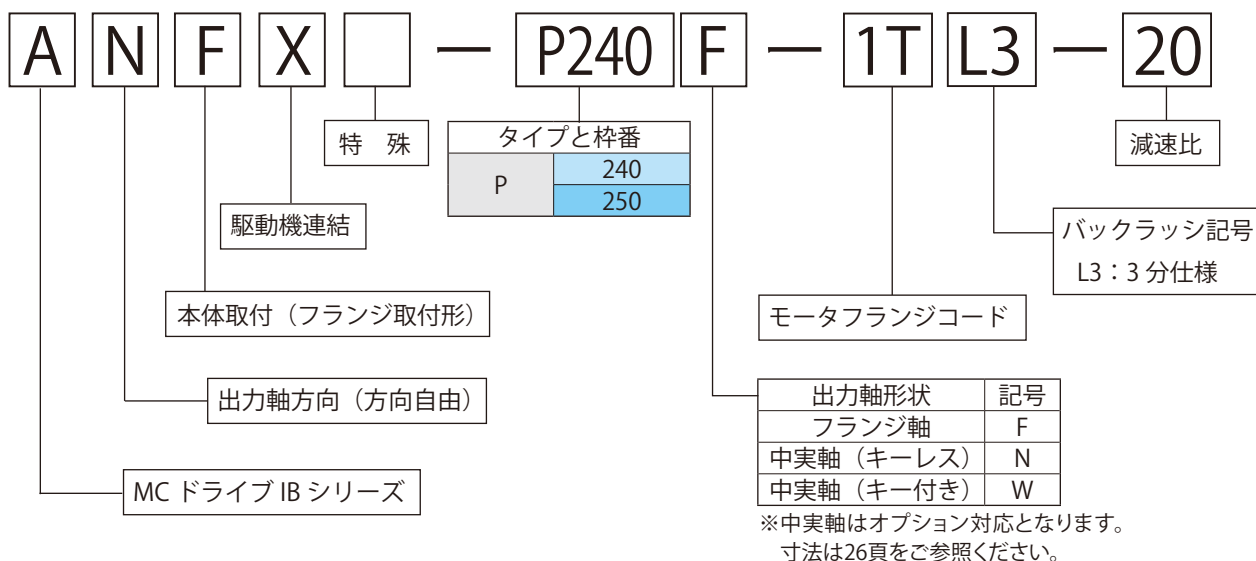 A N F X — P240 F — 1T L3 — 20
特 殊
タイプと枠番
P
240
250
減速比
駆動機連結
バックラッシ記号
L3:3 分仕様
本体取付(フランジ取付形)
モータフランジコード
出力軸方向(方向自由)
出力軸形状 記号
フランジ軸 F
中実軸(キーレス) N
中実軸(キー付き) W
MC ドライブ IB シリーズ
※中実軸はオプション対応となります。
寸法は26頁をご参照ください。